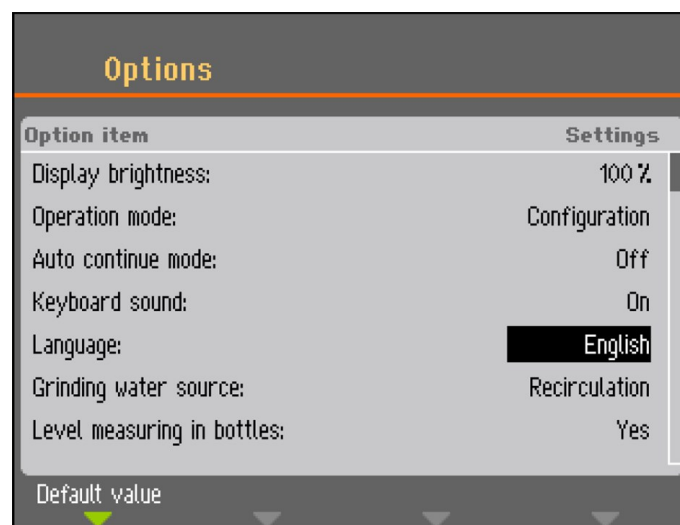 Options
Option item Settings
Display brightness: 100 %
Operation mode: Configuration
Auto continue mode: Off
Keyboard sound: On
Language: English
Grinding water source: Recirculation
Level measuring in bottles: Yes
Default value